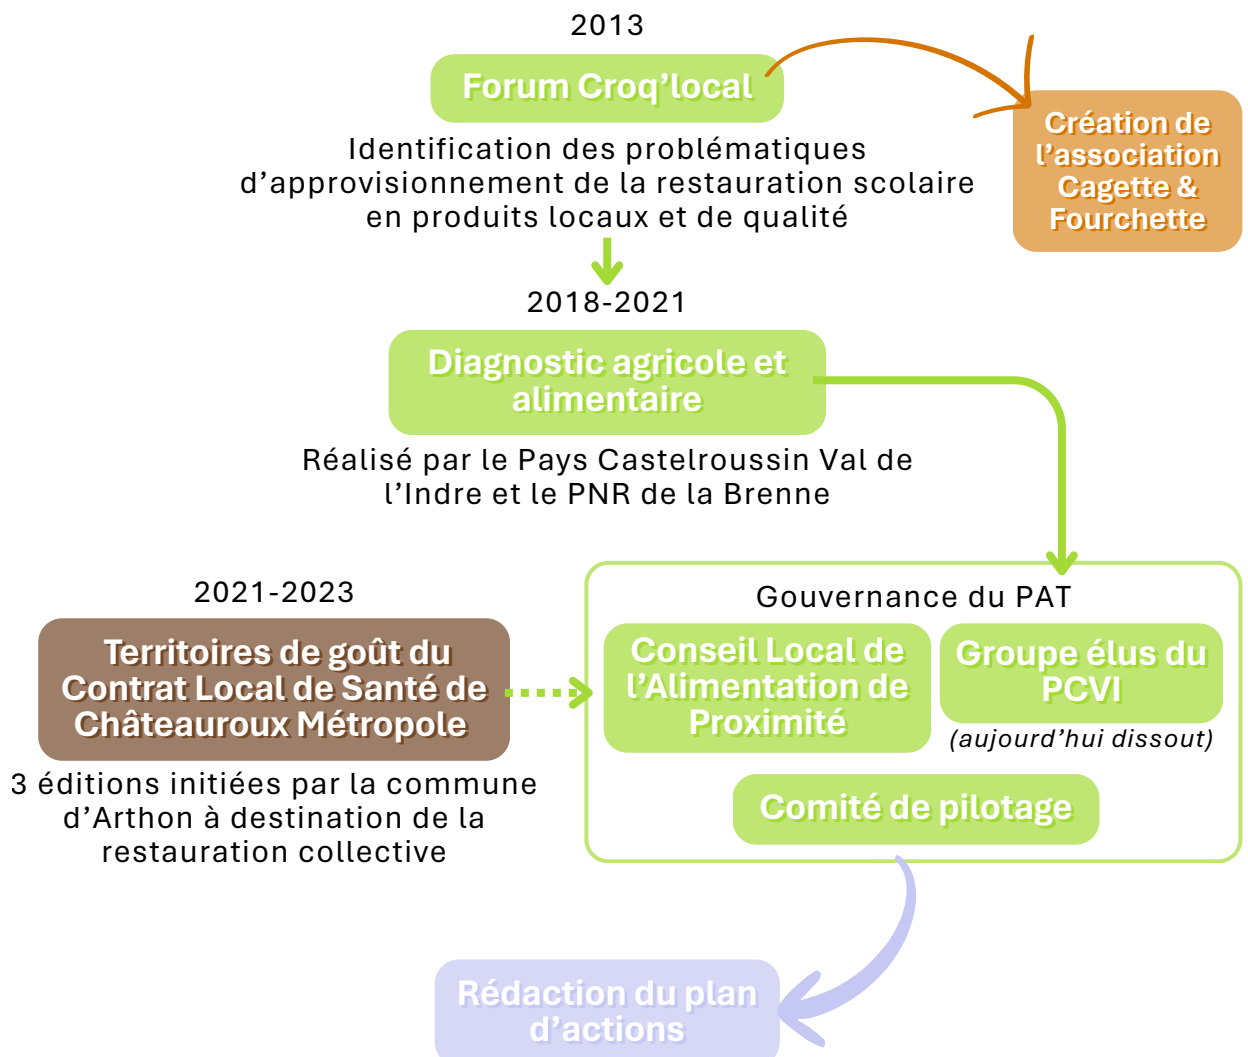 2013
Forum Croq’local
Création de
l’association
Cagette &
Fourchette
Identification des problématiques
d’approvisionnement de la restauration scolaire
en produits locaux et de qualité
2018-2021
Diagnostic agricole et
alimentaire
Réalisé par le Pays Castelroussin Val de
l’Indre et le PNR de la Brenne
2021-2023
Territoires de goût du
Contrat Local de Santé de
Châteauroux Métropole
3 éditions initiées par la commune
d’Arthon à destination de la
restauration collective
Gouvernance du PAT
Conseil Local de
l’Alimentation de
Proximité
Groupe élus du
PCVI
(aujourd’hui dissout)
Comité de pilotage
Rédaction du plan
d’actions